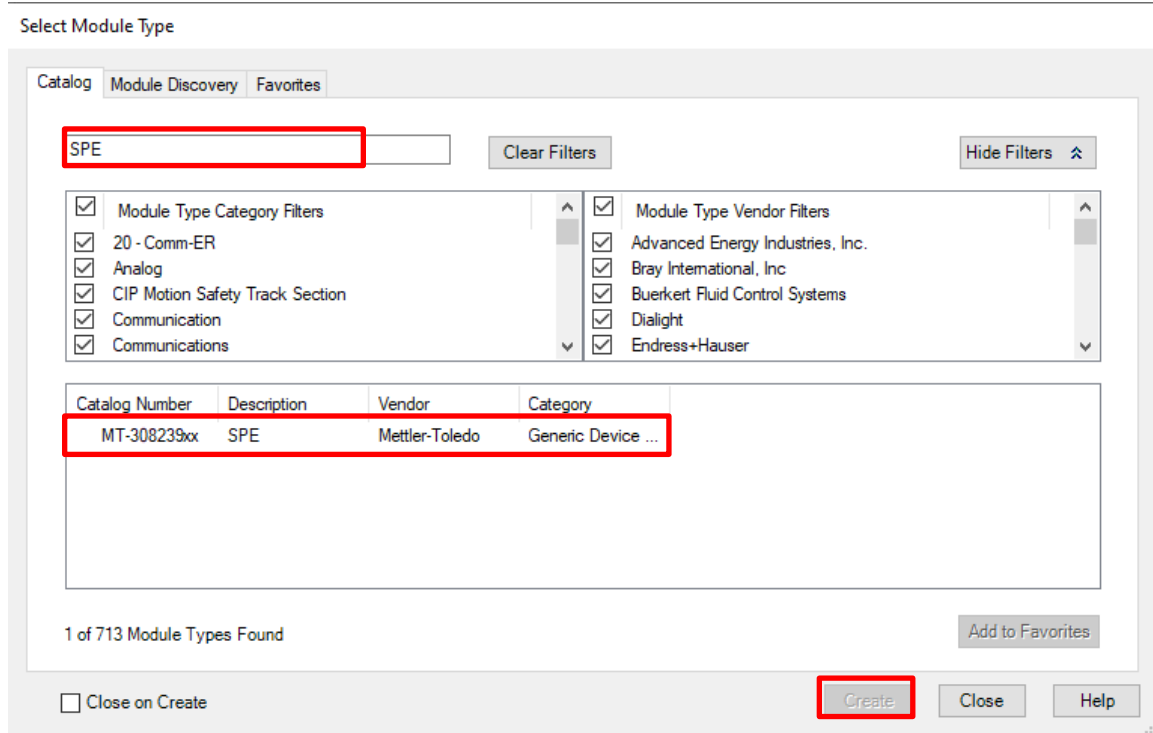 Select Module Type
Catalog Module Discovery Favorites
SPE Clear Filters Hide Filters
Module Type Category Filters
20 - Comm-ER
Analog
CIP Motion Safety Track Section
Communication
Communications
Module Type Vendor Filters
Advanced Energy Industries, Inc.
Bray International, Inc
Buerkert Fluid Control Systems
Dialight
Endress+Hauser
Catalog Number Description Vendor Category
MT-308239xx SPE Mettler-Toledo Generic Device ...
1 of 713 Module Types Found Add to Favorites
Close on Create Create Close Help